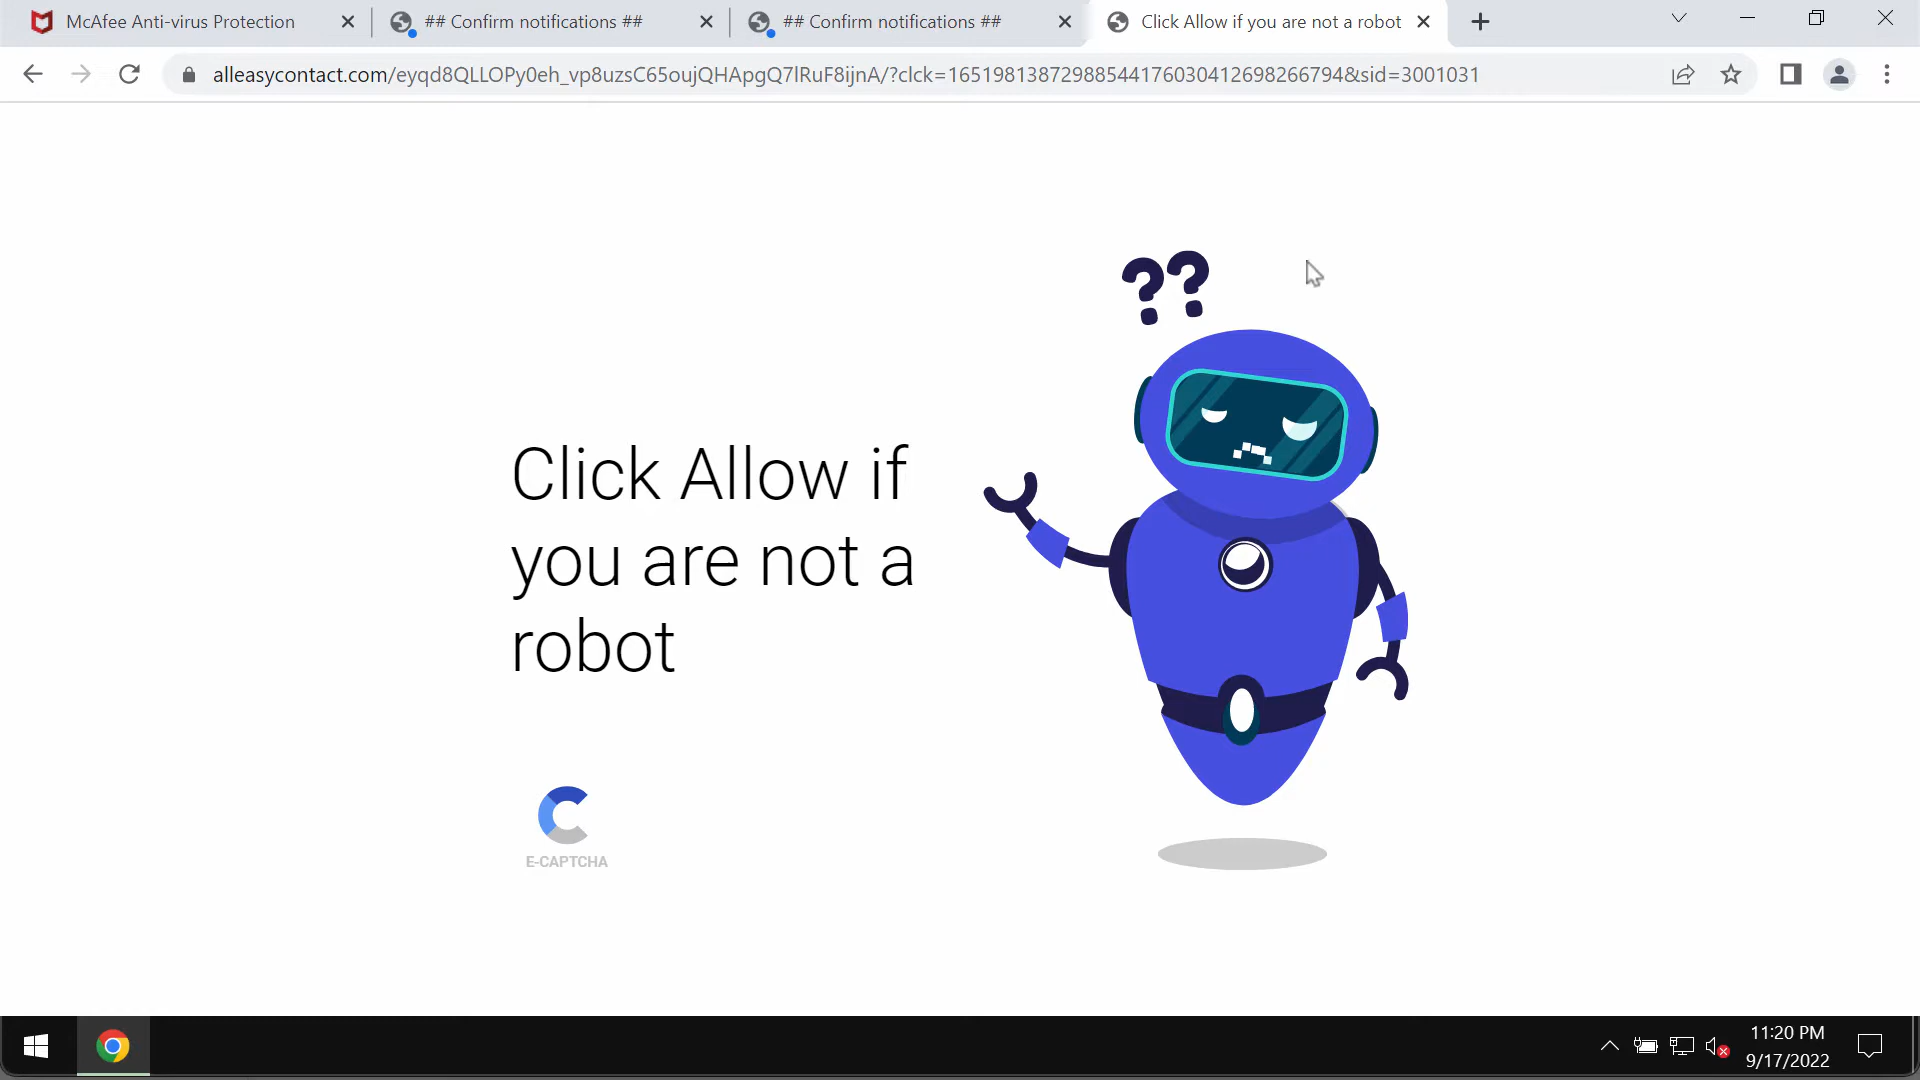 McAfee Anti-virus Protection
## Confirm notifications ##
## Confirm notifications ##
Click Allow if you are not a robot
alleasycontact.com/eyqd8QLLOPy0eh_vp8uzsC65oujQHApgQ7lRuF8ijnA/?clck=16519813872988544176030412698266794&sid=3001031
??
Click Allow if
you are not a
robot
E-CAPTCHA
11:20 PM
9/17/2022